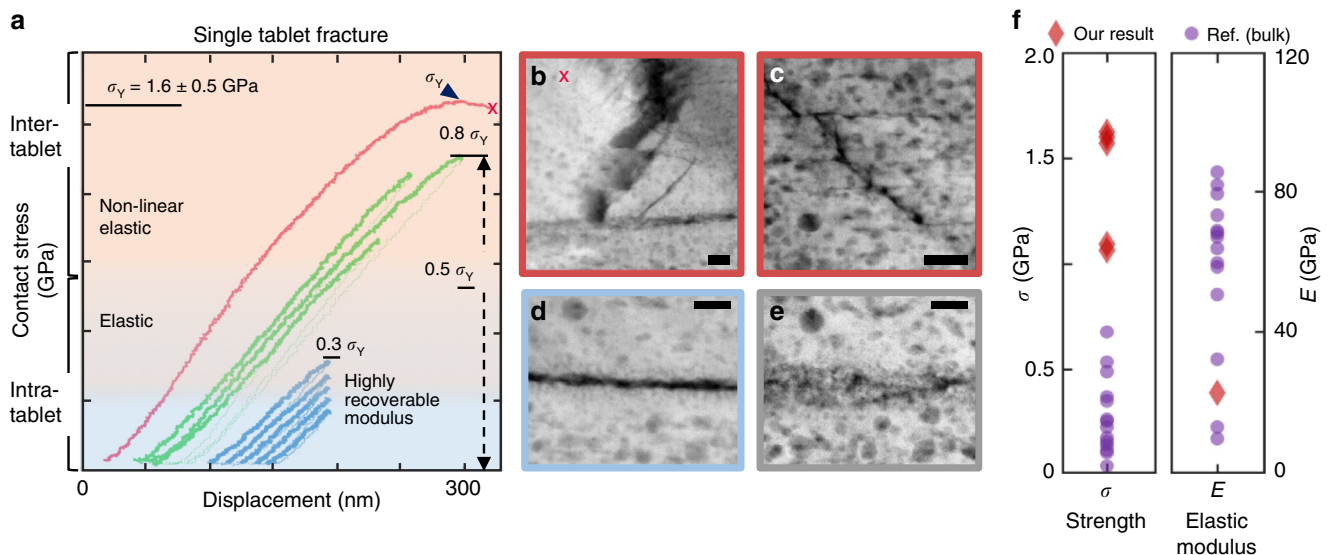 a
Single tablet fracture
σY = 1.6 ± 0.5 GPa
σY
x
0.8 σY
Inter-
tablet
Non-linear
elastic
0.5 σY
Contact stress
(GPa)
Elastic
0.3 σY
Intra-
tablet
Highly
recoverable
modulus
0
300
Displacement (nm)
b
x
c
d
e
f
Our result
Ref. (bulk)
2.0
1.5
0.5
0
σ (GPa)
120
80
40
0
E (GPa)
σ
E
Strength
Elastic
modulus